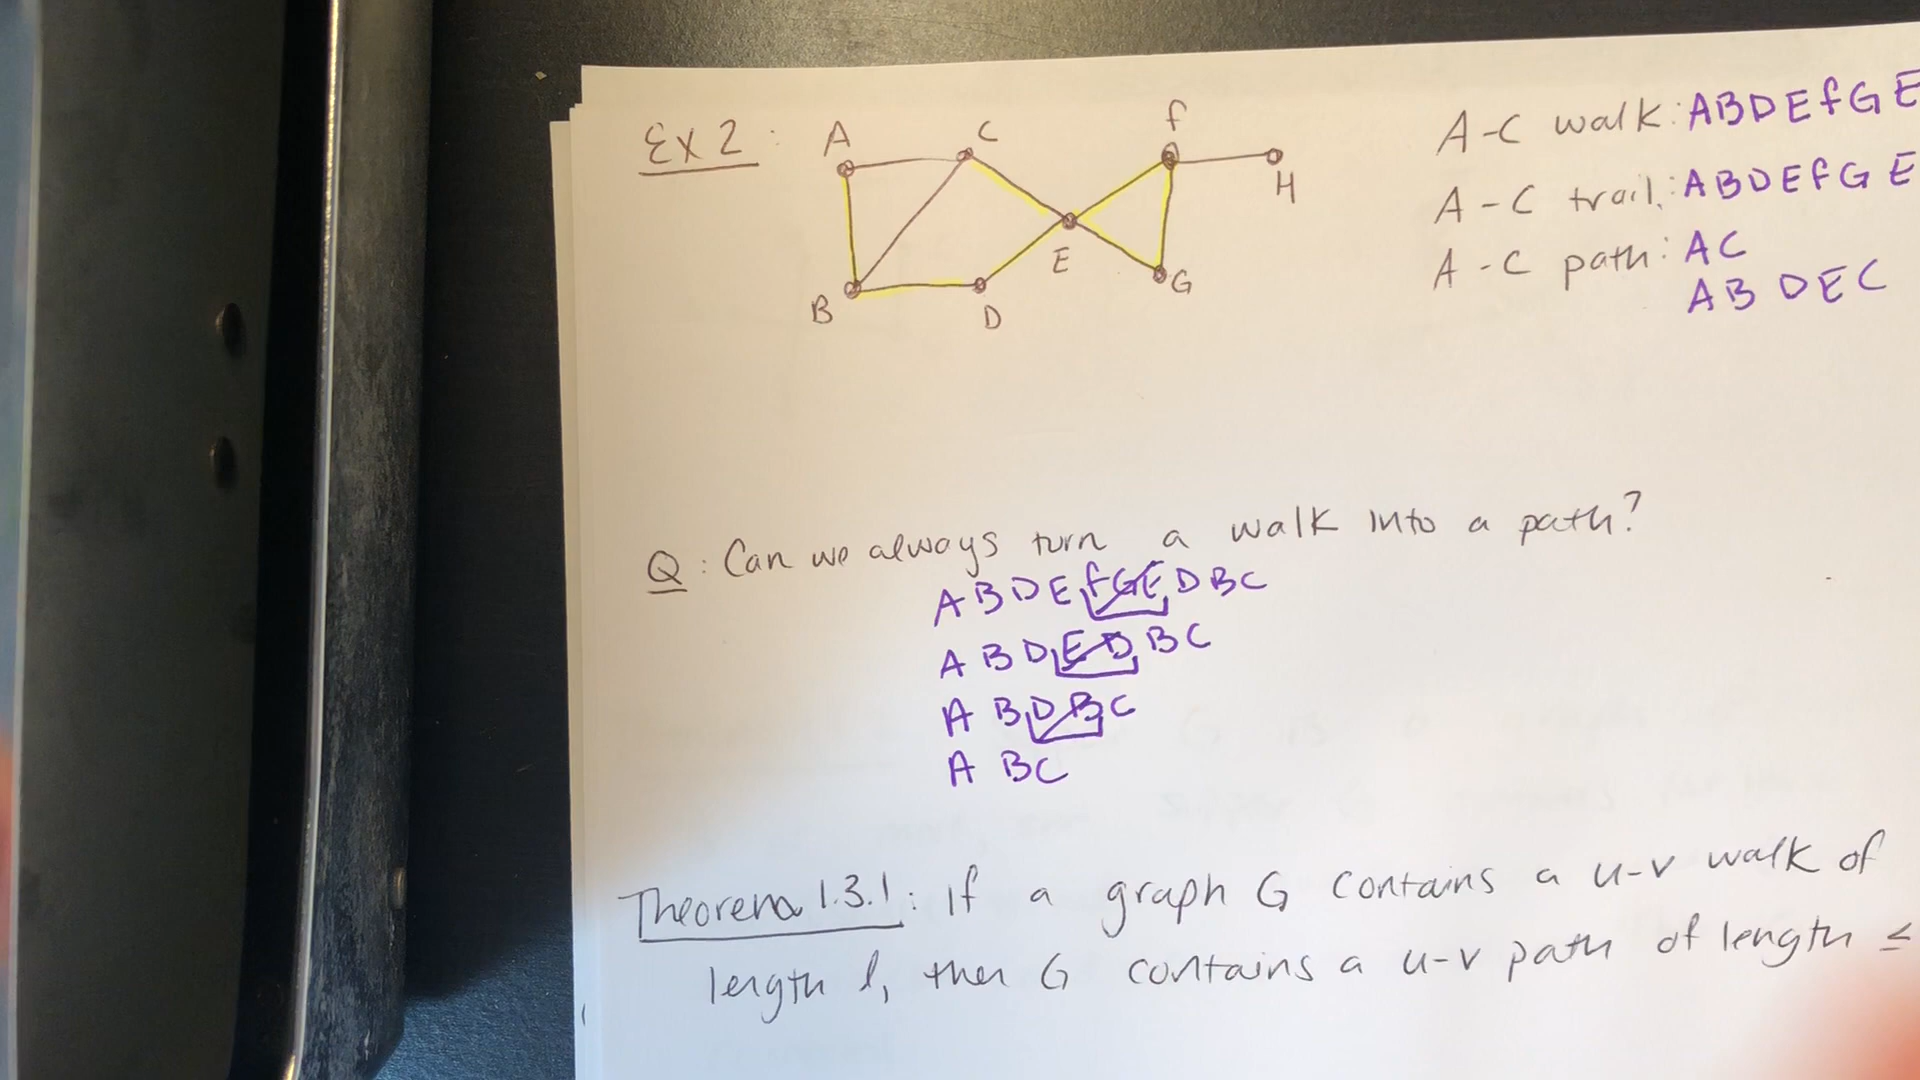 Ex 2:
A C f H
B D E G
A-C walk: ABDEfGE
A-C trail: ABDEfGE
A-C path: AC
ABDEC
Q: Can we always turn a walk into a path?
ABDEfGEDBC
ABDEDBC
ABDBC
ABC
Theorem 1.3.1: If a graph G contains a u-v walk of
length l, then G contains a u-v path of length ≤